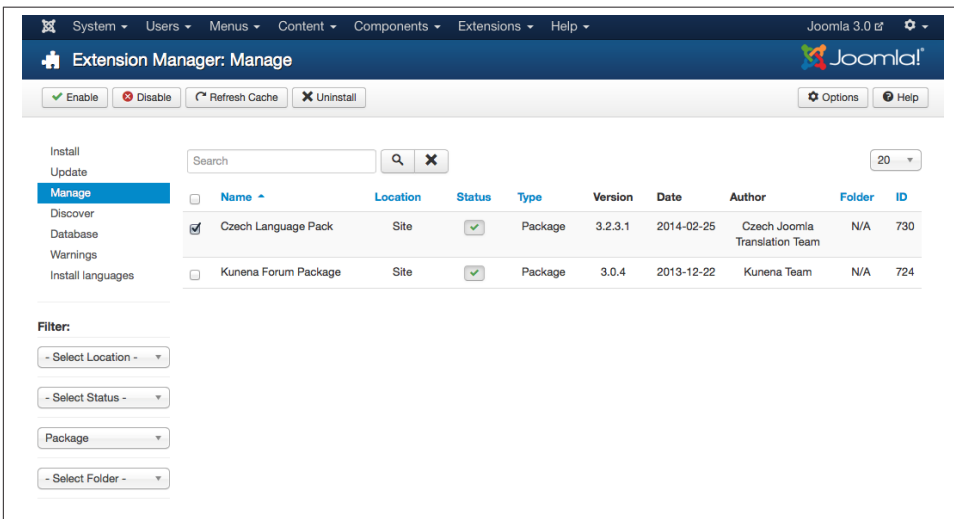 System Users Menus Content Components Extensions Help Joomla 3.0
Extension Manager: Manage Joomla!
Enable Disable Refresh Cache Uninstall Options Help
Install
Update
Manage
Discover
Database
Warnings
Install languages
Filter:
- Select Location -
- Select Status -
Package
- Select Folder -
Search 20
Name Location Status Type Version Date Author Folder ID
Czech Language Pack Site Package 3.2.3.1 2014-02-25 Czech Joomla N/A 730
Translation Team
Kunena Forum Package Site Package 3.0.4 2013-12-22 Kunena Team N/A 724